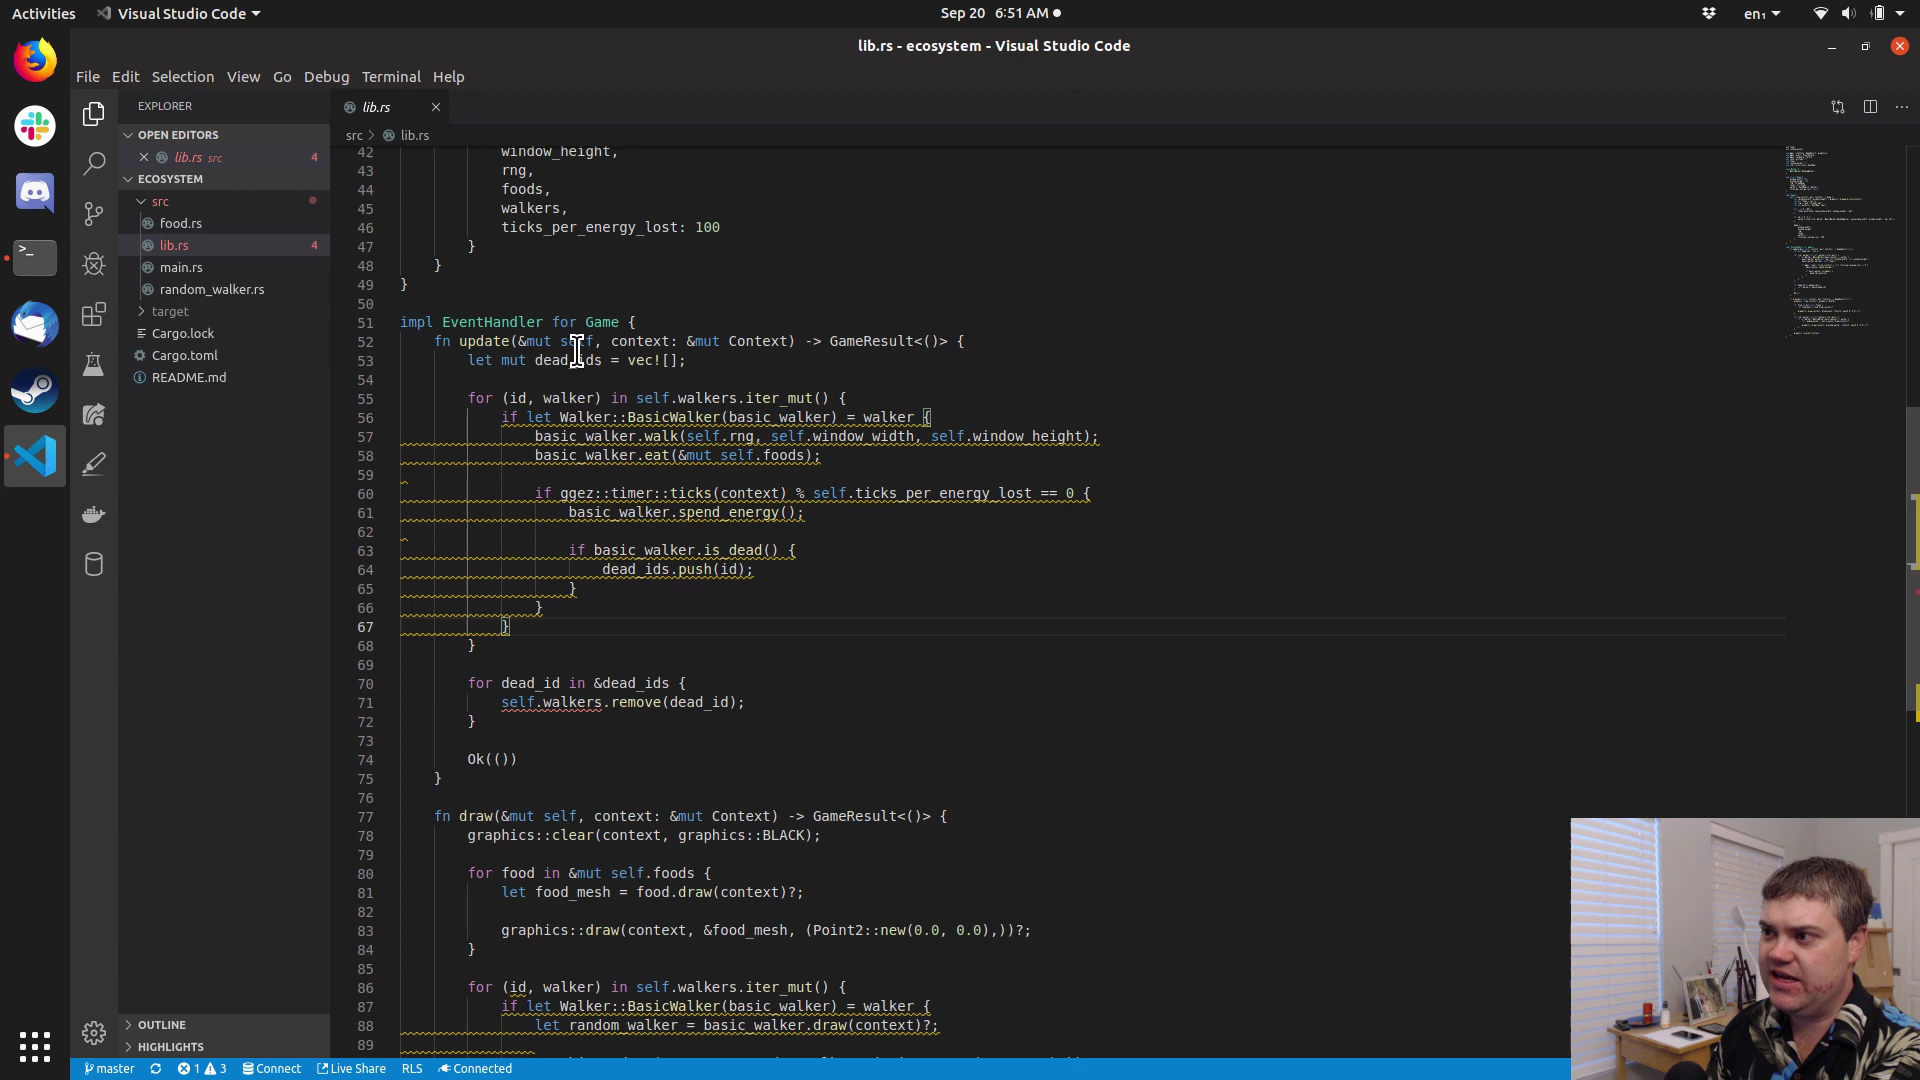 Activities
Visual Studio Code
Sep 20 6:51 AM
en₁
lib.rs - ecosystem - Visual Studio Code
File Edit Selection View Go Debug Terminal Help
EXPLORER
OPEN EDITORS
lib.rs src 4
ECOSYSTEM
src
food.rs
lib.rs 4
main.rs
random_walker.rs
target
Cargo.lock
Cargo.toml
README.md
OUTLINE
HIGHLIGHTS
lib.rs
src > lib.rs
42 window_height,
43 rng,
44 foods,
45 walkers,
46 ticks_per_energy_lost: 100
47 }
48 }
49 }
50
51 impl EventHandler for Game {
52 fn update(&mut self, context: &mut Context) -> GameResult<()> {
53 let mut dead_ids = vec![];
54
55 for (id, walker) in self.walkers.iter_mut() {
56 if let Walker::BasicWalker(basic_walker) = walker {
57 basic_walker.walk(self.rng, self.window_width, self.window_height);
58 basic_walker.eat(&mut self.foods);
59
60 if ggez::timer::ticks(context) % self.ticks_per_energy_lost == 0 {
61 basic_walker.spend_energy();
62
63 if basic_walker.is_dead() {
64 dead_ids.push(id);
65 }
66 }
67 }
68 }
69
70 for dead_id in &dead_ids {
71 self.walkers.remove(dead_id);
72 }
73
74 Ok(())
75 }
76
77 fn draw(&mut self, context: &mut Context) -> GameResult<()> {
78 graphics::clear(context, graphics::BLACK);
79
80 for food in &mut self.foods {
81 let food_mesh = food.draw(context)?;
82
83 graphics::draw(context, &food_mesh, (Point2::new(0.0, 0.0),))?;
84 }
85
86 for (id, walker) in self.walkers.iter_mut() {
87 if let Walker::BasicWalker(basic_walker) = walker {
88 let random_walker = basic_walker.draw(context)?;
89
master 1 3 Connect Live Share RLS Connected